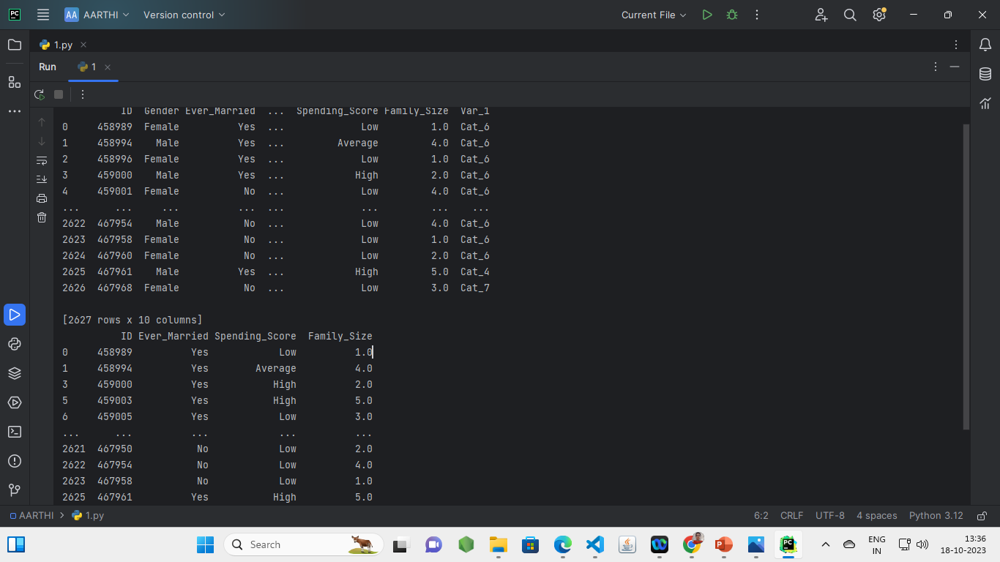 PC AA AARTHI Version control Current File
1.py
Run 1
ID Gender Ever_Married ... Spending_Score Family_Size Var_1
0 458989 Female Yes ... Low 1.0 Cat_6
1 458994 Male Yes ... Average 4.0 Cat_6
2 458996 Female Yes ... Low 1.0 Cat_6
3 459000 Male Yes ... High 2.0 Cat_6
4 459001 Female No ... Low 4.0 Cat_6
... ... ... ... ... ... ... ...
2622 467954 Male No ... Low 4.0 Cat_6
2623 467958 Female No ... Low 1.0 Cat_6
2624 467960 Female No ... Low 2.0 Cat_6
2625 467961 Male Yes ... High 5.0 Cat_4
2626 467968 Female No ... Low 3.0 Cat_7
[2627 rows x 10 columns]
ID Ever_Married Spending_Score Family_Size
0 458989 Yes Low 1.0
1 458994 Yes Average 4.0
3 459000 Yes High 2.0
5 459003 Yes High 5.0
6 459005 Yes Low 3.0
... ... ... ... ...
2621 467950 No Low 2.0
2622 467954 No Low 4.0
2623 467958 No Low 1.0
2625 467961 Yes High 5.0
AARTHI > 1.py 6:2 CRLF UTF-8 4 spaces Python 3.12
Search ENG 13:36
IN 18-10-2023